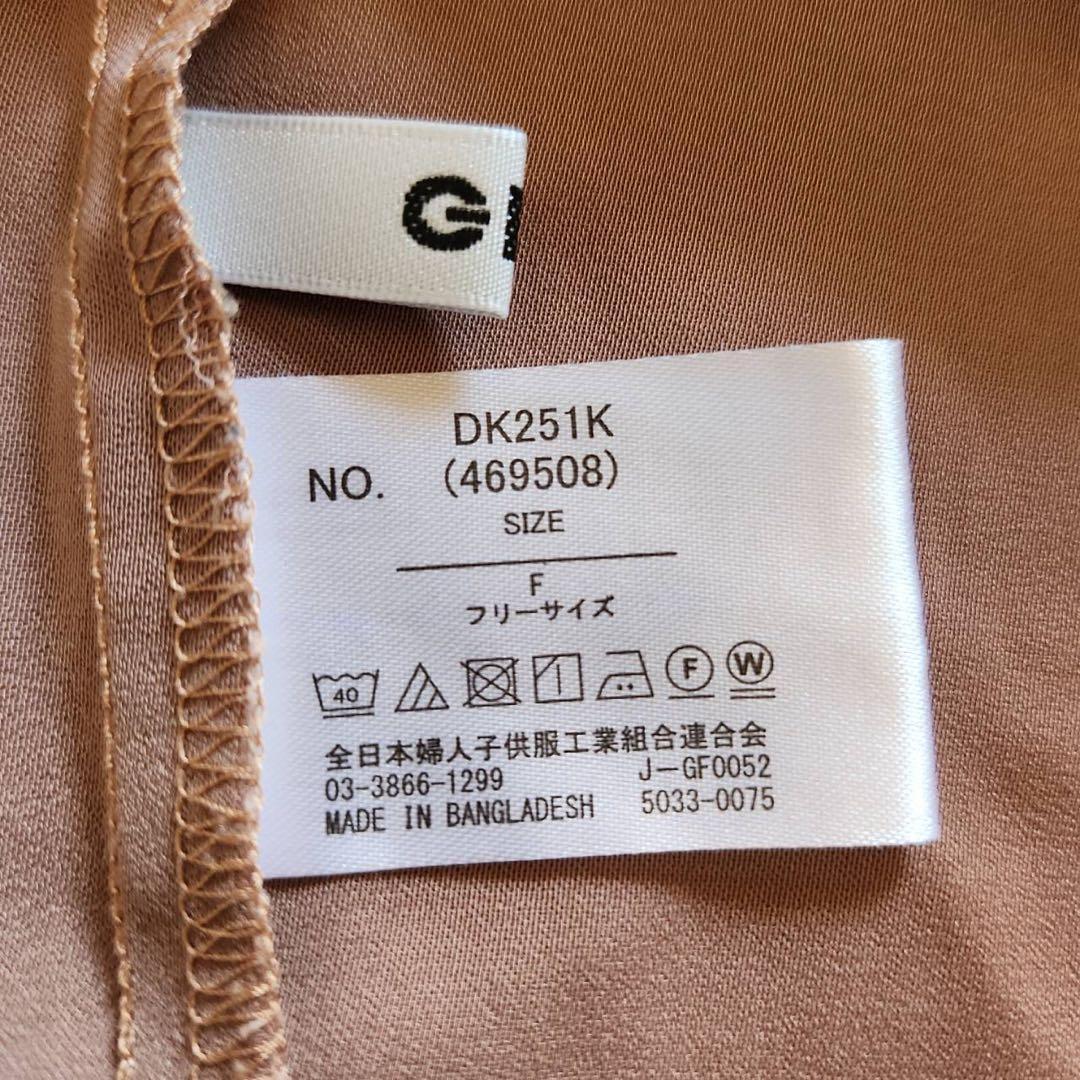 G
DK251K
NO. (469508)
SIZE
F
フリーサイズ
40 F W
全日本婦人子供服工業組合連合会
03-3866-1299 J-GF0052
MADE IN BANGLADESH 5033-0075